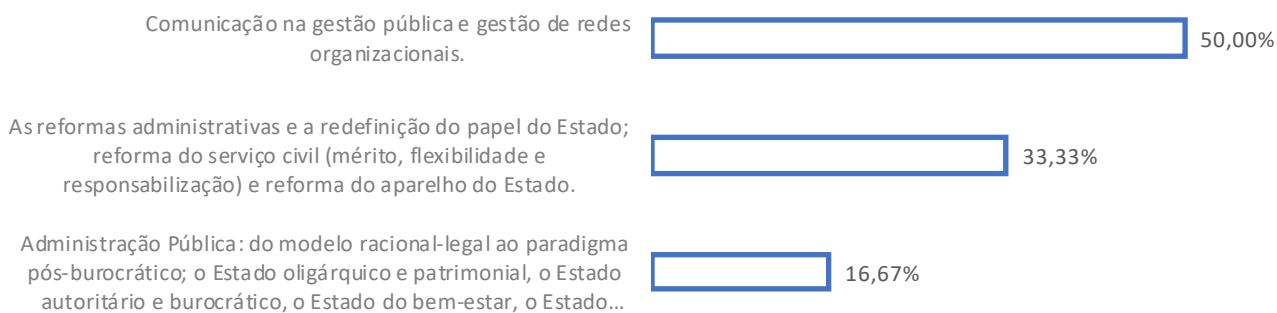 Comunicação na gestão pública e gestão de redes
organizacionais.
50,00%
As reformas administrativas e a redefinição do papel do Estado;
reforma do serviço civil (mérito, flexibilidade e
responsabilização) e reforma do aparelho do Estado.
33,33%
Administração Pública: do modelo racional-legal ao paradigma
pós-burocrático; o Estado oligárquico e patrimonial, o Estado
autoritário e burocrático, o Estado do bem-estar, o Estado...
16,67%